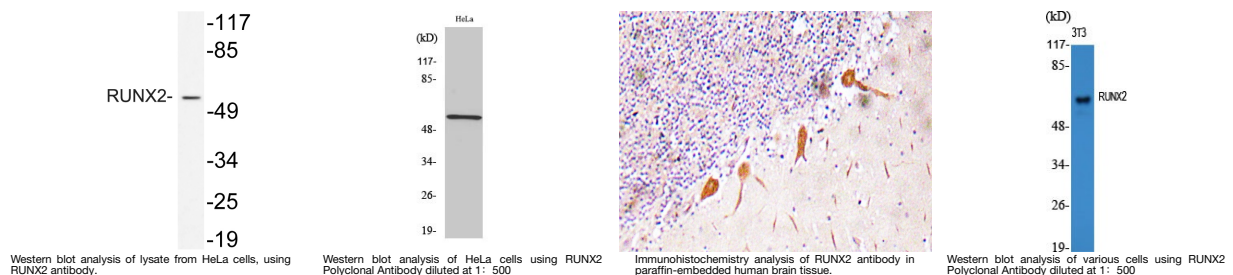 -117
-85
RUNX2-
-49
-34
-25
-19
Western blot analysis of lysate from HeLa cells, using
RUNX2 antibody.
HeLa
(kD)
117-
85-
48-
34-
26-
19-
Western blot analysis of HeLa cells using RUNX2
Polyclonal Antibody diluted at 1: 500
Immunohistochemistry analysis of RUNX2 antibody in
paraffin-embedded human brain tissue.
(kD)
3T3
117-
85-
RUNX2
48-
34-
26-
19-
Western blot analysis of various cells using RUNX2
Polyclonal Antibody diluted at 1: 500